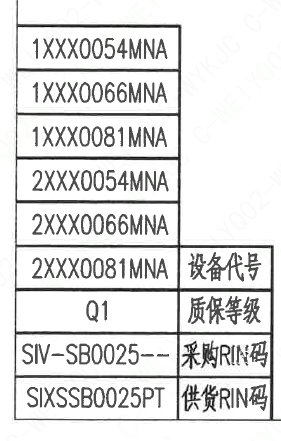 1XXX0054MNA
1XXX0066MNA
1XXX0081MNA
2XXX0054MNA
2XXX0066MNA
2XXX0081MNA 设备代号
Q1 质保等级
SIV-SB0025-- 采购RIN码
SIXSSB0025PT 供货RIN码